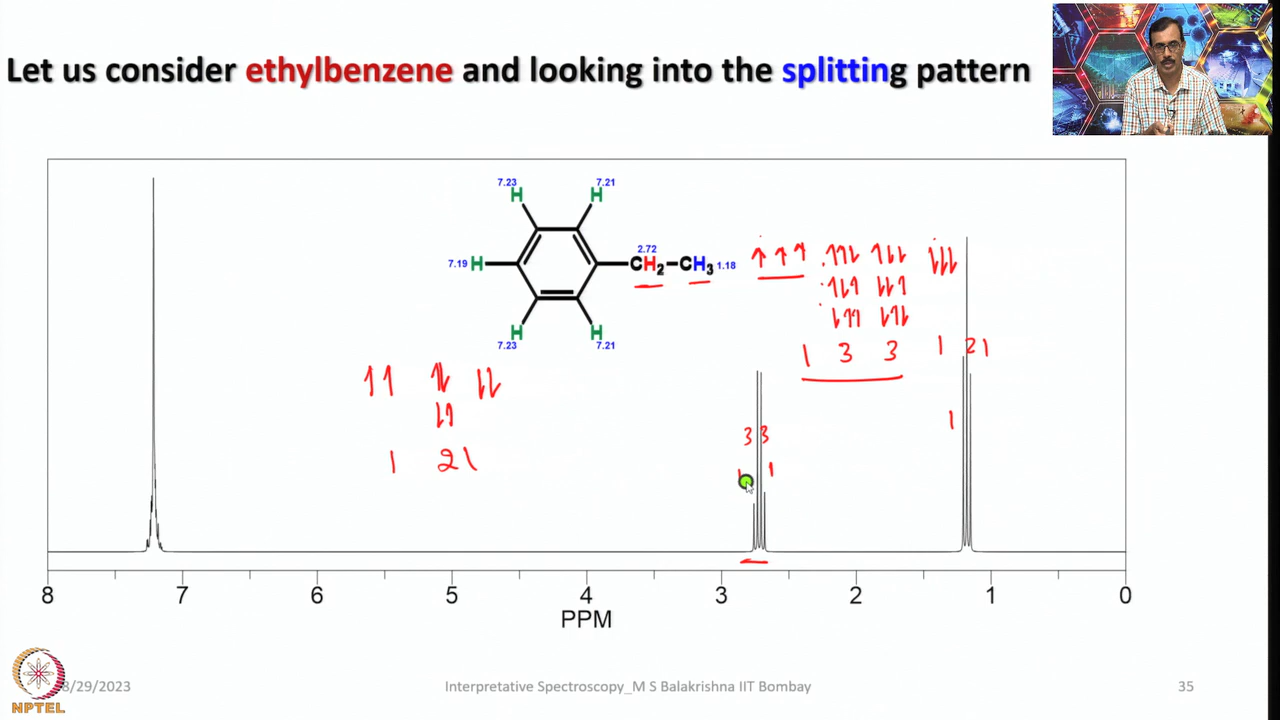 Let us consider ethylbenzene and looking into the splitting pattern
7.23 7.21
H H
2.72
7.19 H CH2-CH3 1.18
H H
7.23 7.21
↑↑↑ ↑↑↓ ↑↓↓ ↓↓↓
↑↓↑ ↓↓↑
↓↑↑ ↓↑↓
1 3 3 1
1 2 1
↑↑ ↑↓ ↓↓
↓↑
1 2 1
3 3
1 1
1
8 7 6 5 4 3 2 1 0
PPM
8/29/2023 Interpretative Spectroscopy_M S Balakrishna IIT Bombay 35
NPTEL